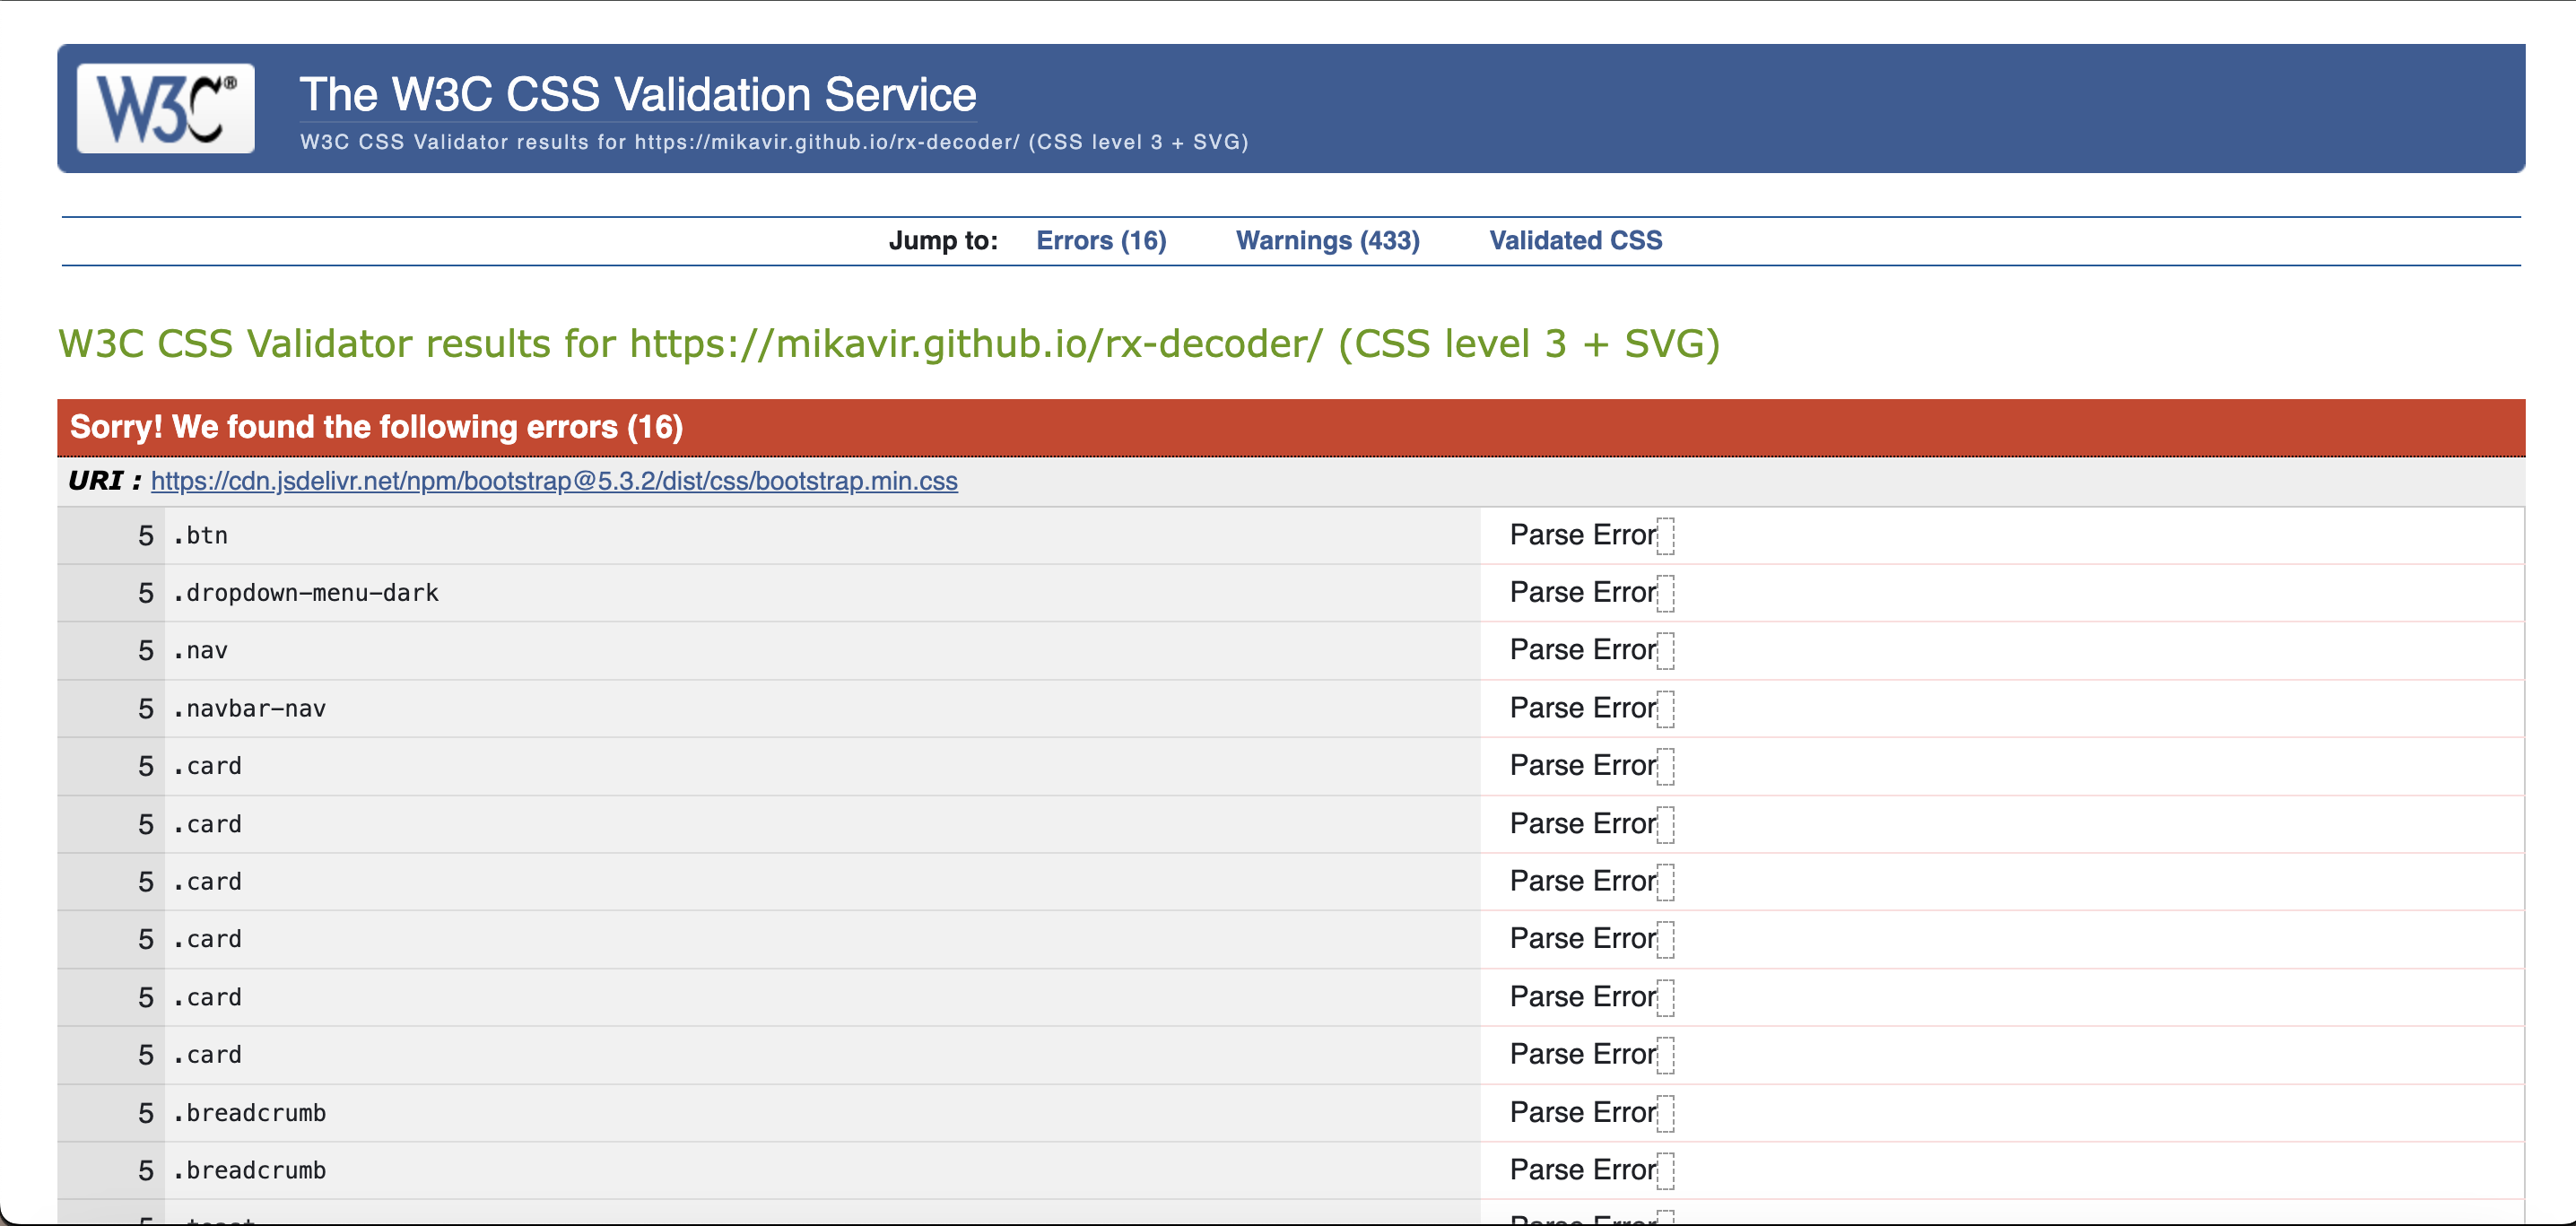 W3C®
The W3C CSS Validation Service
W3C CSS Validator results for https://mikavir.github.io/rx-decoder/ (CSS level 3 + SVG)
Jump to: Errors (16) Warnings (433) Validated CSS
W3C CSS Validator results for https://mikavir.github.io/rx-decoder/ (CSS level 3 + SVG)
Sorry! We found the following errors (16)
URI : https://cdn.jsdelivr.net/npm/bootstrap@5.3.2/dist/css/bootstrap.min.css
5 .btn Parse Error
5 .dropdown-menu-dark Parse Error
5 .nav Parse Error
5 .navbar-nav Parse Error
5 .card Parse Error
5 .card Parse Error
5 .card Parse Error
5 .card Parse Error
5 .card Parse Error
5 .card Parse Error
5 .breadcrumb Parse Error
5 .breadcrumb Parse Error
5 .toast Parse Error